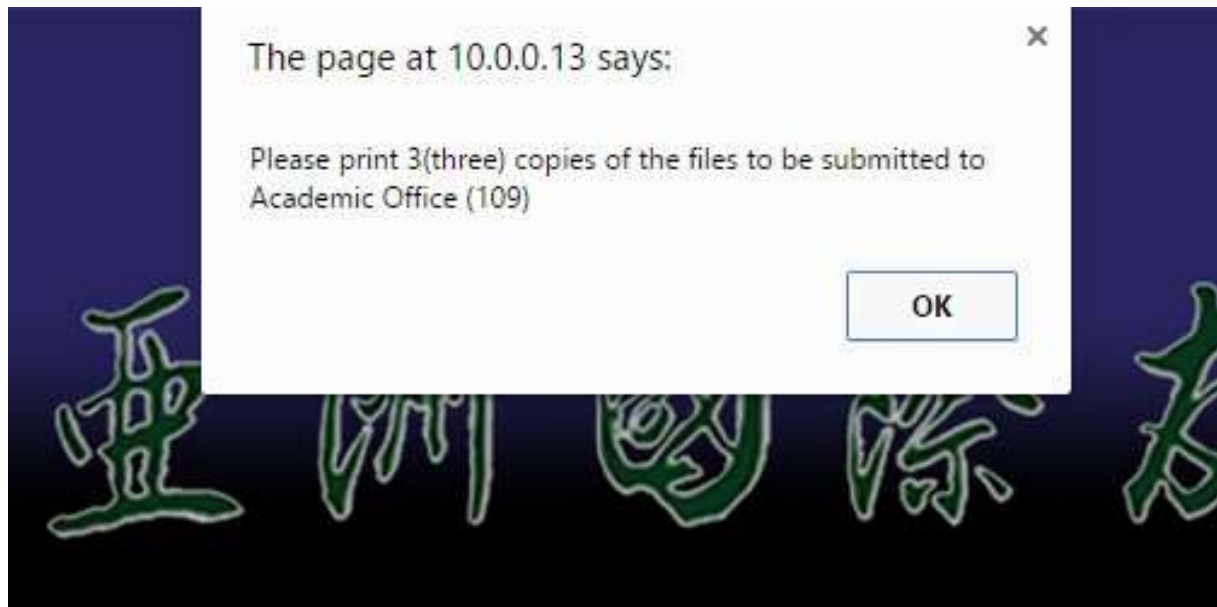 The page at 10.0.0.13 says:
Please print 3(three) copies of the files to be submitted to
Academic Office (109)
OK
亜洲國際